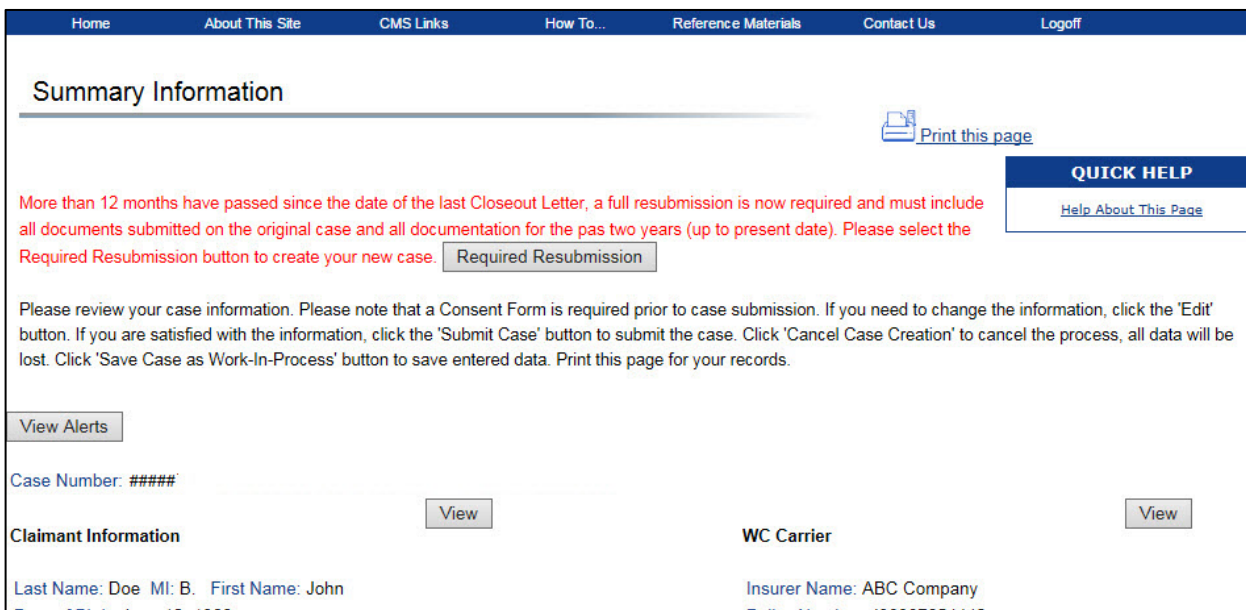 Home About This Site CMS Links How To... Reference Materials Contact Us Logoff
Summary Information
Print this page
QUICK HELP
Help About This Page
More than 12 months have passed since the date of the last Closeout Letter, a full resubmission is now required and must include
all documents submitted on the original case and all documentation for the pas two years (up to present date). Please select the
Required Resubmission button to create your new case. Required Resubmission
Please review your case information. Please note that a Consent Form is required prior to case submission. If you need to change the information, click the 'Edit'
button. If you are satisfied with the information, click the 'Submit Case' button to submit the case. Click 'Cancel Case Creation' to cancel the process, all data will be
lost. Click 'Save Case as Work-In-Process' button to save entered data. Print this page for your records.
View Alerts
Case Number: #####
View View
Claimant Information WC Carrier
Last Name: Doe MI: B. First Name: John Insurer Name: ABC Company